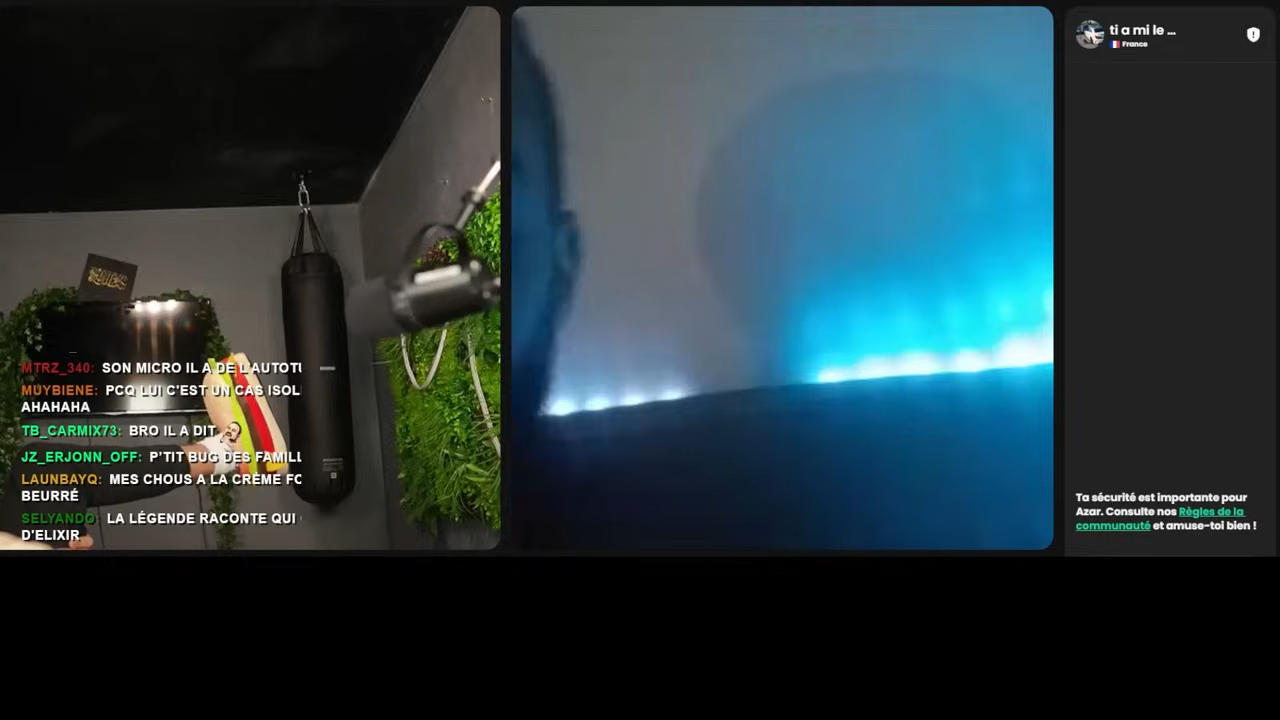 MTRZ_340: SON MICRO IL A DE L'AUTOTU
MUYBIENE: PCQ LUI C'EST UN CAS ISOL
AHAHAHA
TB_CARMIX73: BRO IL A DIT
JZ_ERJONN_OFF: P'TIT BUG DES FAMILL
LAUNBAYQ: MES CHOUS A LA CRÈME FO
BEURRÉ
SELYANDO: LA LÉGENDE RACONTE QUI
D'ELIXIR
ti a mi le ...
France
Ta sécurité est importante pour
Azar. Consulte nos Règles de la
communauté et amuse-toi bien !